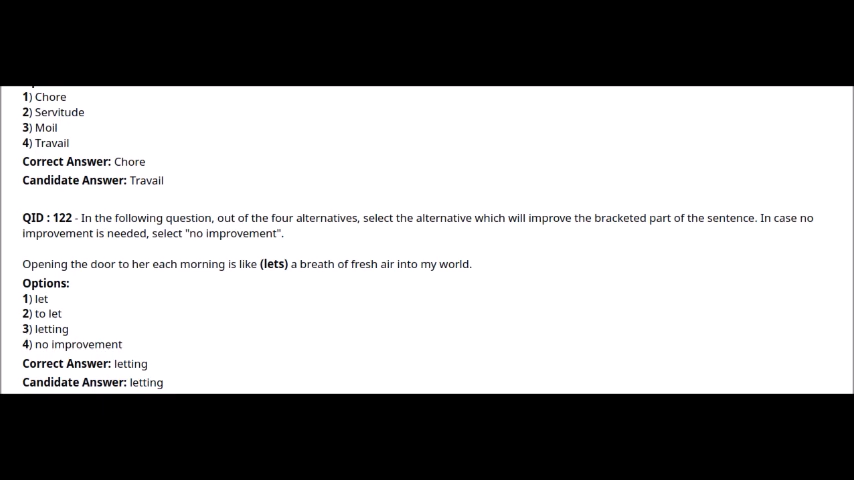 1) Chore
2) Servitude
3) Moil
4) Travail
Correct Answer: Chore
Candidate Answer: Travail
QID : 122 - In the following question, out of the four alternatives, select the alternative which will improve the bracketed part of the sentence. In case no
improvement is needed, select "no improvement".
Opening the door to her each morning is like (lets) a breath of fresh air into my world.
Options:
1) let
2) to let
3) letting
4) no improvement
Correct Answer: letting
Candidate Answer: letting